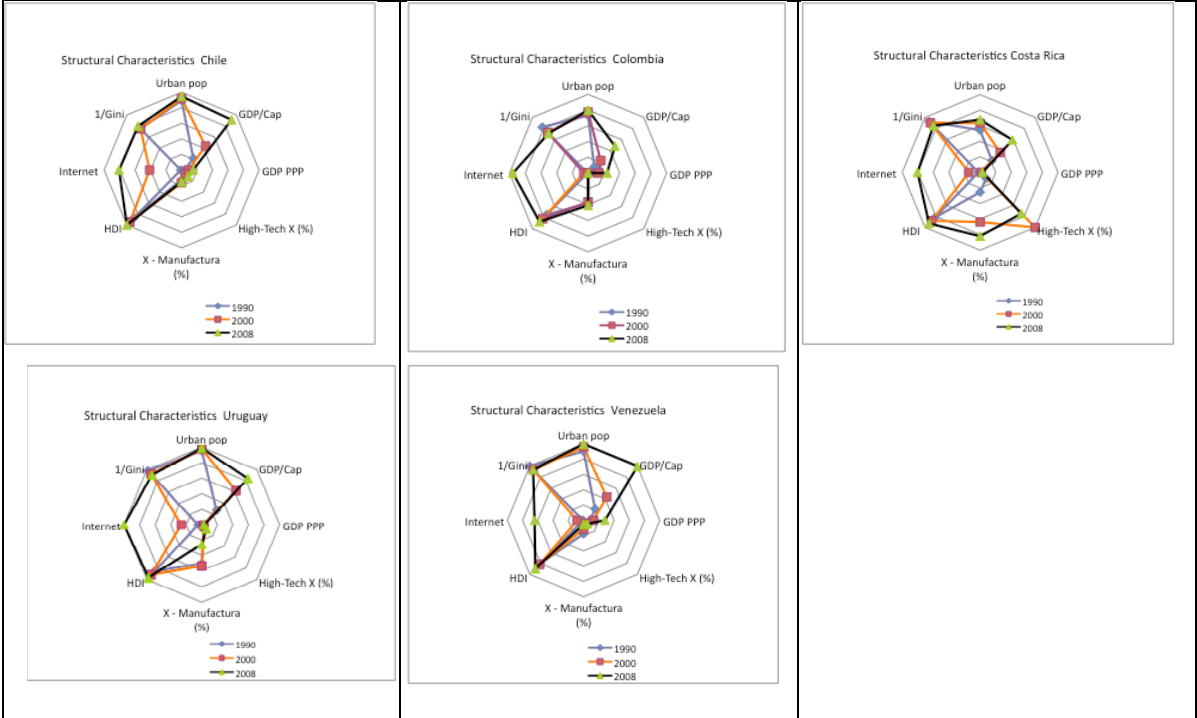 Structural Characteristics Chile
Urban pop
1/Gini
GDP/Cap
Internet
GDP PPP
HDI
High-Tech X (%)
X - Manufactura
(%)
1990
2000
2008
Structural Characteristics Colombia
Urban pop
1/Gini
GDP/Cap
Internet
GDP PPP
HDI
High-Tech X (%)
X - Manufactura
(%)
1990
2000
2008
Structural Characteristics Costa Rica
Urban pop
1/Gini
GDP/Cap
Internet
GDP PPP
HDI
High-Tech X (%)
X - Manufactura
(%)
1990
2000
2008
Structural Characteristics Uruguay
Urban pop
1/Gini
GDP/Cap
Internet
GDP PPP
HDI
High-Tech X (%)
X - Manufactura
(%)
1990
2000
2008
Structural Characteristics Venezuela
Urban pop
1/Gini
GDP/Cap
Internet
GDP PPP
HDI
High-Tech X (%)
X - Manufactura
(%)
1990
2000
2008